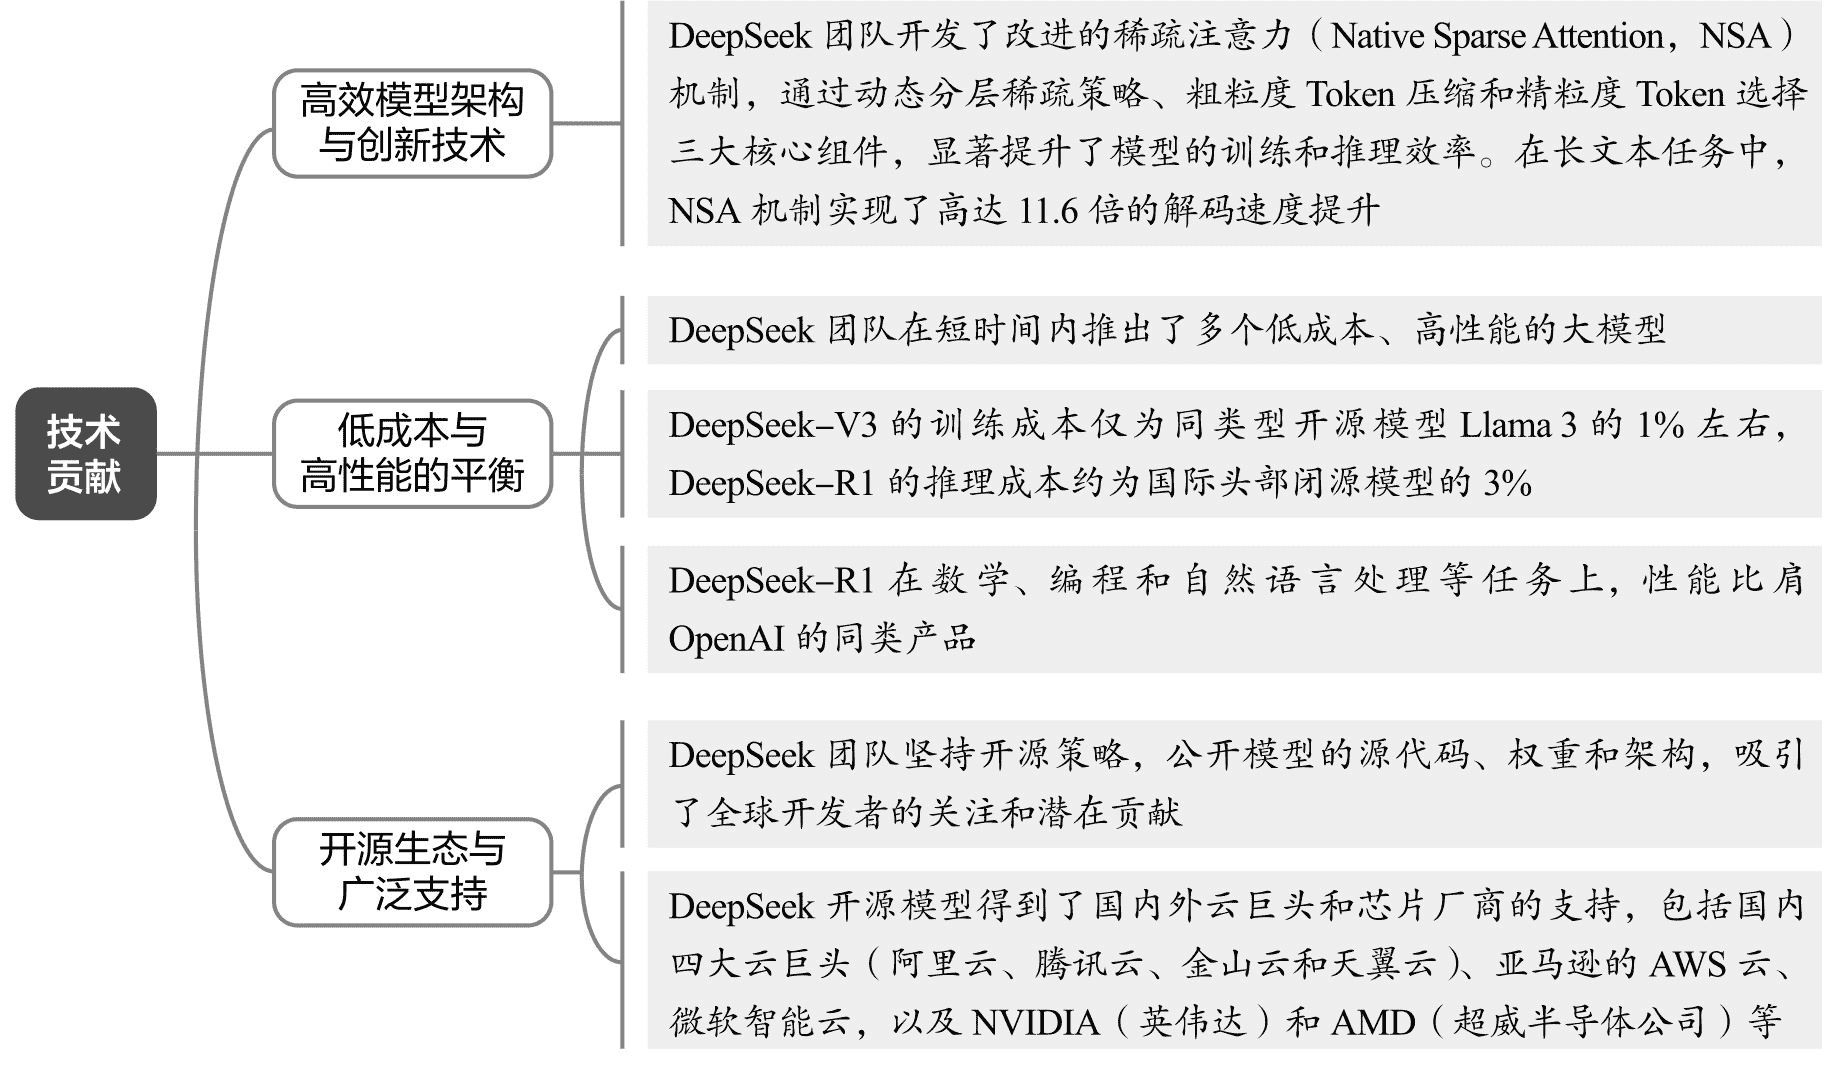 技术
贡献
高效模型架构
与创新技术
DeepSeek 团队开发了改进的稀疏注意力（Native Sparse Attention，NSA）
机制，通过动态分层稀疏策略、粗粒度 Token 压缩和精粒度 Token 选择
三大核心组件，显著提升了模型的训练和推理效率。在长文本任务中，
NSA 机制实现了高达 11.6 倍的解码速度提升
低成本与
高性能的平衡
DeepSeek 团队在短时间内推出了多个低成本、高性能的大模型
DeepSeek–V3 的训练成本仅为同类型开源模型 Llama 3 的 1% 左右，
DeepSeek–R1 的推理成本约为国际头部闭源模型的 3%
DeepSeek–R1 在数学、编程和自然语言处理等任务上，性能比肩
OpenAI 的同类产品
开源生态与
广泛支持
DeepSeek 团队坚持开源策略，公开模型的源代码、权重和架构，吸引
了全球开发者的关注和潜在贡献
DeepSeek 开源模型得到了国内外云巨头和芯片厂商的支持，包括国内
四大云巨头（阿里云、腾讯云、金山云和天翼云）、亚马逊的 AWS 云、
微软智能云，以及 NVIDIA（英伟达）和 AMD（超威半导体公司）等